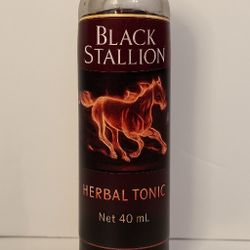 BLACK
STALLION
HERBAL TONIC
Net 40 mL